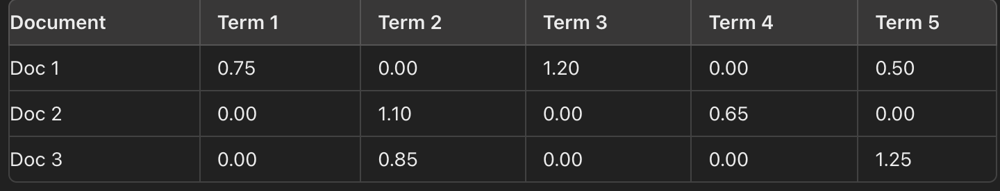 Document Term 1 Term 2 Term 3 Term 4 Term 5
Doc 1 0.75 0.00 1.20 0.00 0.50
Doc 2 0.00 1.10 0.00 0.65 0.00
Doc 3 0.00 0.85 0.00 0.00 1.25